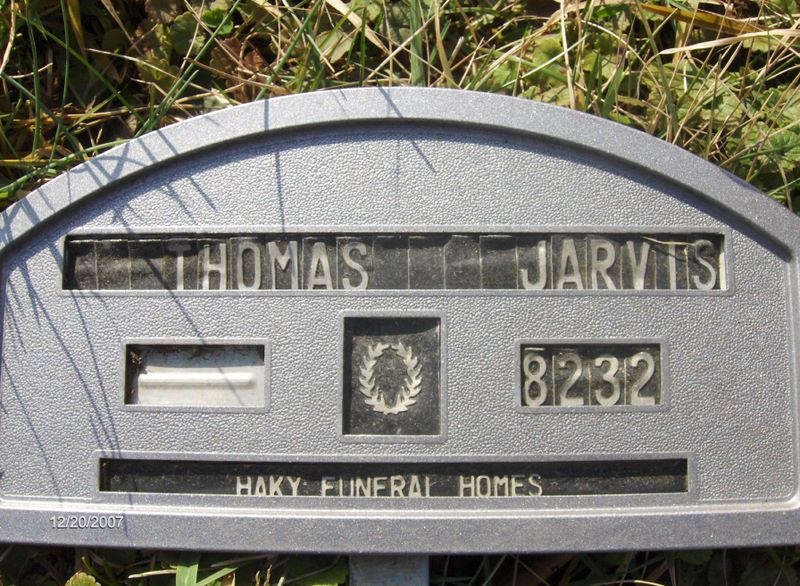 THOMAS JARVIS
8232
HAKY FUNERAL HOMES
12/20/2007